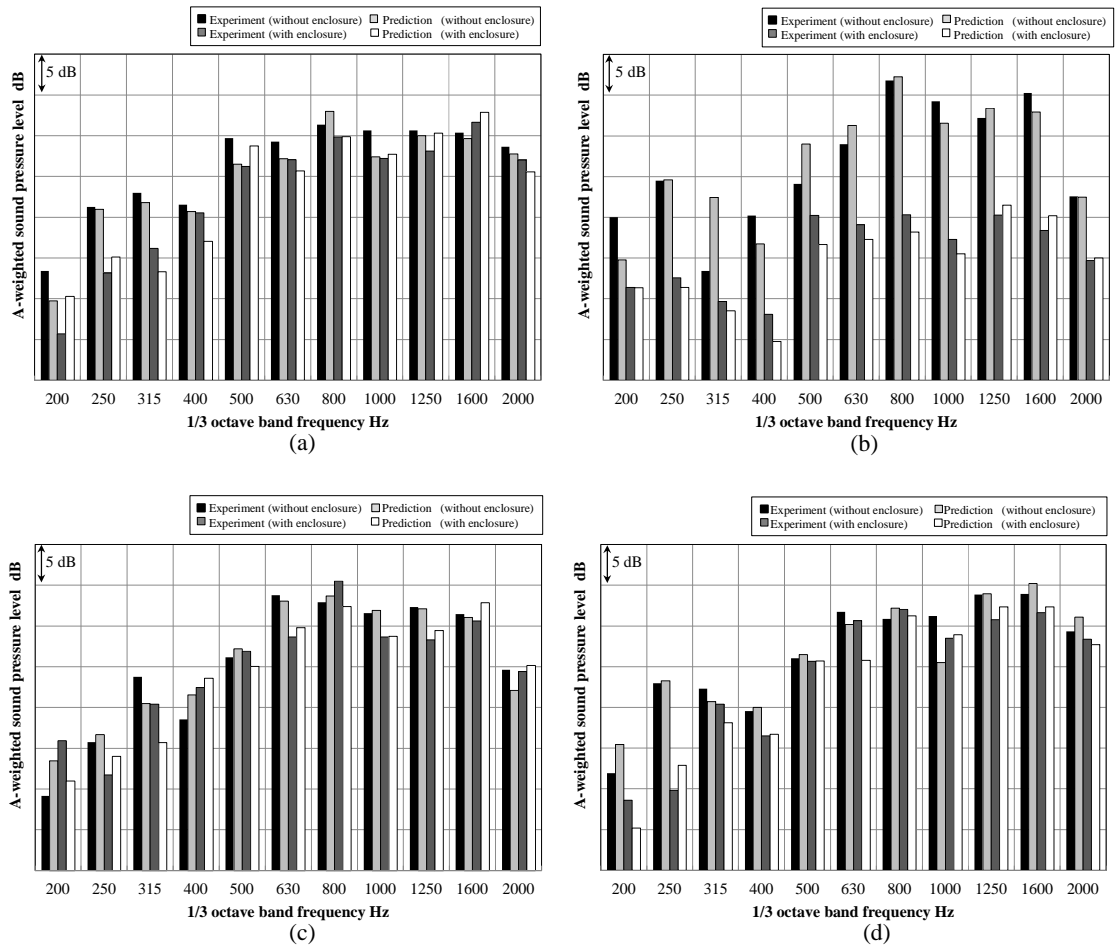 Experiment (without enclosure) Prediction (without enclosure)
Experiment (with enclosure) Prediction (with enclosure)
5 dB
A-weighted sound pressure level dB
200 250 315 400 500 630 800 1000 1250 1600 2000
1/3 octave band frequency Hz
(a)
Experiment (without enclosure) Prediction (without enclosure)
Experiment (with enclosure) Prediction (with enclosure)
5 dB
A-weighted sound pressure level dB
200 250 315 400 500 630 800 1000 1250 1600 2000
1/3 octave band frequency Hz
(b)
Experiment (without enclosure) Prediction (without enclosure)
Experiment (with enclosure) Prediction (with enclosure)
5 dB
A-weighted sound pressure level dB
200 250 315 400 500 630 800 1000 1250 1600 2000
1/3 octave band frequency Hz
(c)
Experiment (without enclosure) Prediction (without enclosure)
Experiment (with enclosure) Prediction (with enclosure)
5 dB
A-weighted sound pressure level dB
200 250 315 400 500 630 800 1000 1250 1600 2000
1/3 octave band frequency Hz
(d)